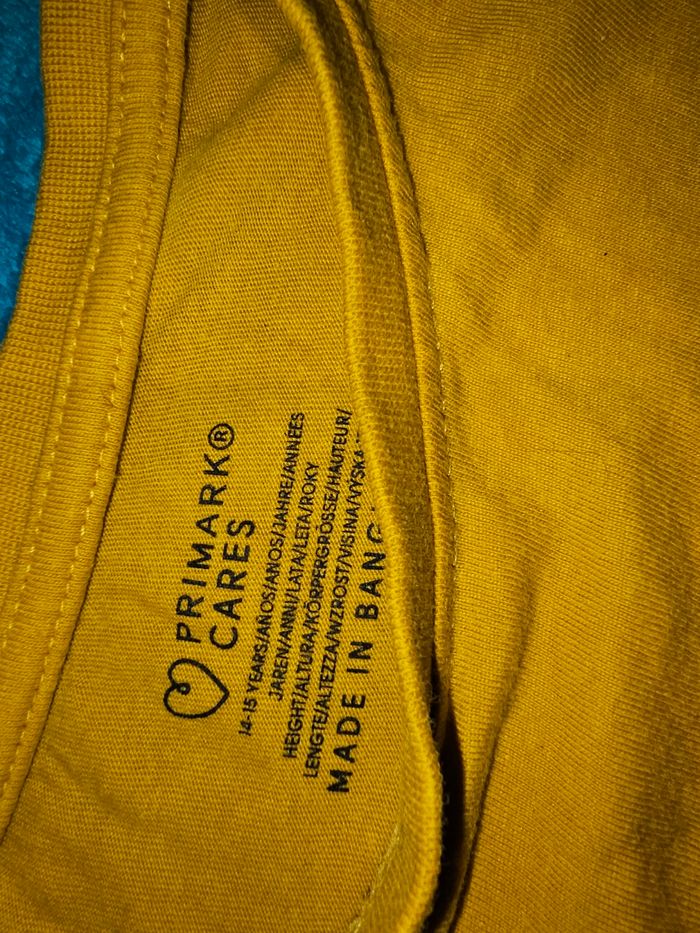 PRIMARK®
CARES
14-15 YEARS/AÑOS/ANOS/JAHRE/ANNÉES
JAREN/ANNI/LATA/LETA/ROKY
HEIGHT/ALTURA/KÖRPERGRÖSSE/HAUTEUR/
LENGTE/ALTEZZA/WZROST/VISINA/VYSKA
MADE IN BANG